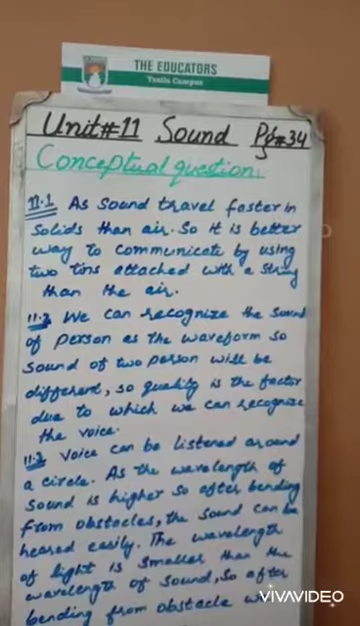 THE EDUCATORS
Taxila Campus
Unit#11 Sound Pg#34
Conceptual question:
11.1 As Sound travel faster in
Solids than air. So it is better
way to communicate by using
two tins attached with a string
than the air.
11.2 We can recognize the sound
of person as the waveform so
sound of two person will be
different, so quality is the factor
due to which we can recognize
the voice.
11.3 Voice can be listened around
a circle. As the wavelength of
sound is higher so after bending
from obstacles, the sound can be
heared easily. The wavelength
of light is smaller than the
wavelength of sound, So after
bending from obstacle
VIVAVIDEO